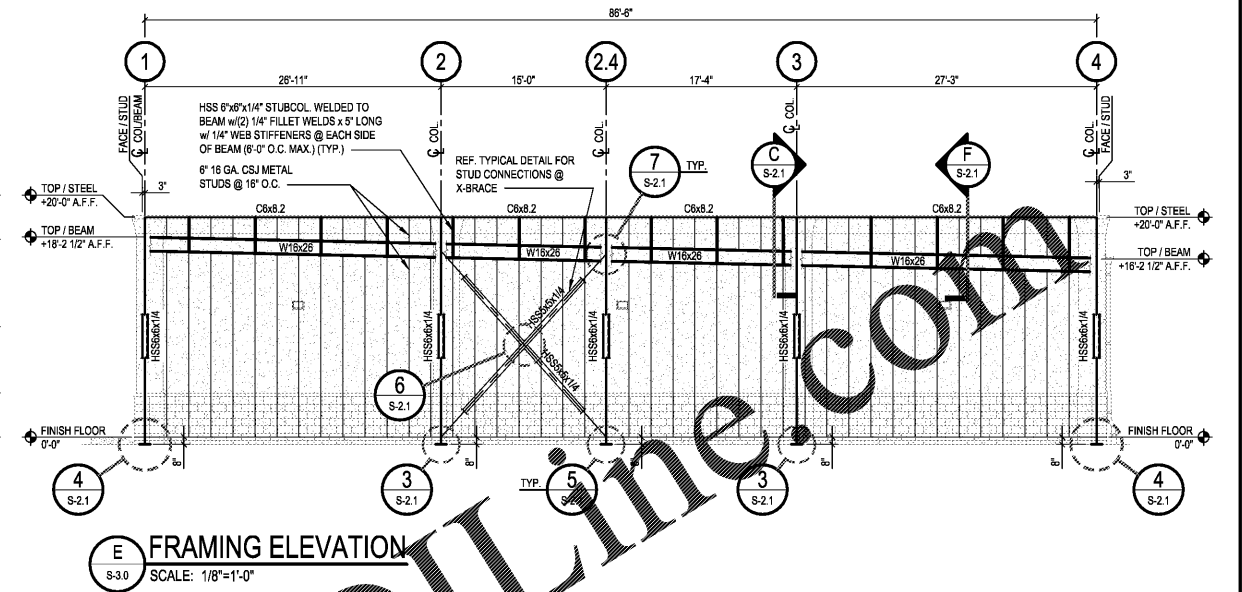 86'-6"
1
2
2.4
3
4
26'-11"
15'-0"
17'-4"
27'-3"
FACE / STUD
℄ COL/BEAM
℄ COL.
℄ COL.
℄ COL.
FACE / STUD
℄ COL.
HSS 6"x6"x1/4" STUBCOL. WELDED TO
BEAM w/(2) 1/4" FILLET WELDS x 5" LONG
w/ 1/4" WEB STIFFENERS @ EACH SIDE
OF BEAM (6'-0" O.C. MAX.) (TYP.)
6" 16 GA. CSJ METAL
STUDS @ 16" O.C.
REF. TYPICAL DETAIL FOR
STUD CONNECTIONS @
X-BRACE
7
S-2.1
TYP.
C
S-2.1
F
S-2.1
3"
3"
TOP / STEEL
+20'-0" A.F.F.
TOP / BEAM
+18'-2 1/2" A.F.F.
C6x8.2
C6x8.2
C6x8.2
C6x8.2
TOP / STEEL
+20'-0" A.F.F.
TOP / BEAM
+16'-2 1/2" A.F.F.
W16x26
W16x26
W16x26
W16x26
HSS6x6x1/4
HSS6x6x1/4
HSS5x5x1/4
HSS5x5x1/4
HSS6x6x1/4
HSS6x6x1/4
HSS6x6x1/4
6
S-2.1
FINISH FLOOR
0'-0"
FINISH FLOOR
0'-0"
8"
8"
8"
8"
8"
4
S-2.1
3
S-2.1
TYP.
5
3
S-2.1
4
S-2.1
E
S-3.0
FRAMING ELEVATION
SCALE: 1/8"=1'-0"
Line com